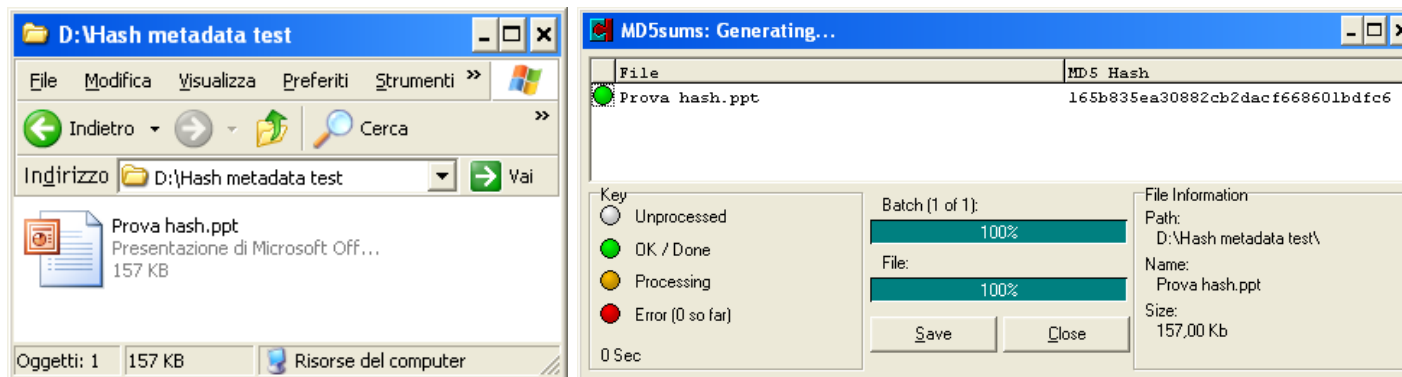 D:\Hash metadata test
File Modifica Visualizza Preferiti Strumenti »
Indietro Cerca »
Indirizzo D:\Hash metadata test Vai
Prova hash.ppt
Presentazione di Microsoft Off...
157 KB
Oggetti: 1 157 KB Risorse del computer
MD5sums: Generating...
File MD5 Hash
Prova hash.ppt 165b835ea30882cb2dacf668601bdfc6
Key
Unprocessed
OK / Done
Processing
Error (0 so far)
0 Sec
Batch (1 of 1):
100%
File:
100%
Save Close
File Information
Path:
D:\Hash metadata test\
Name:
Prova hash.ppt
Size:
157,00 Kb